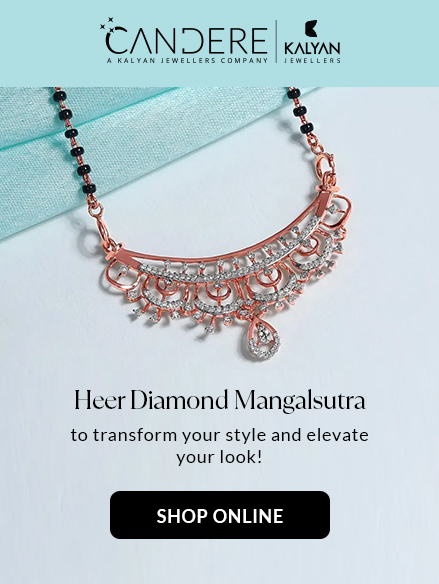 CANDERE
A KALYAN JEWELLERS COMPANY
KALYAN
JEWELLERS
Heer Diamond Mangalsutra
to transform your style and elevate
your look!
SHOP ONLINE